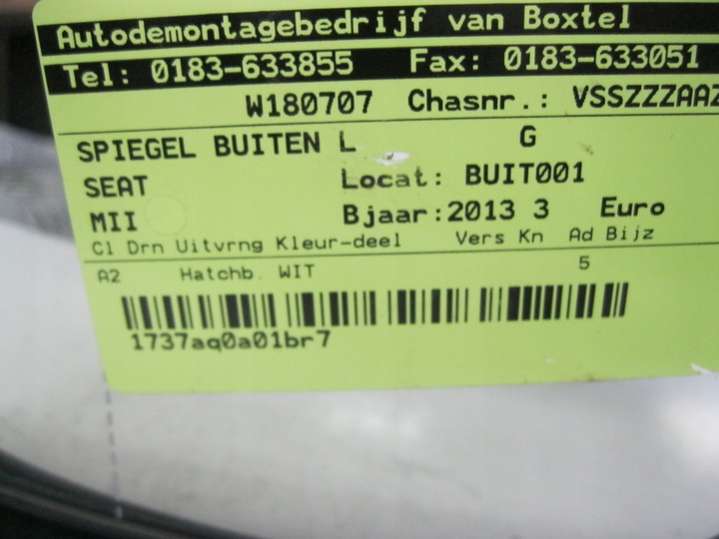 Autodemontagebedrijf van Boxtel
Tel: 0183-633855 Fax: 0183-633051
W180707 Chasnr.: VSSZZZAAZ
SPIEGEL BUITEN L G
SEAT Locat: BUIT001
MII Bjaar:2013 3 Euro
Cl Drn Uitvrng Kleur-deel Vers Kn Ad Bijz
A2 Hatchb. WIT 5
1737aq0a01br7